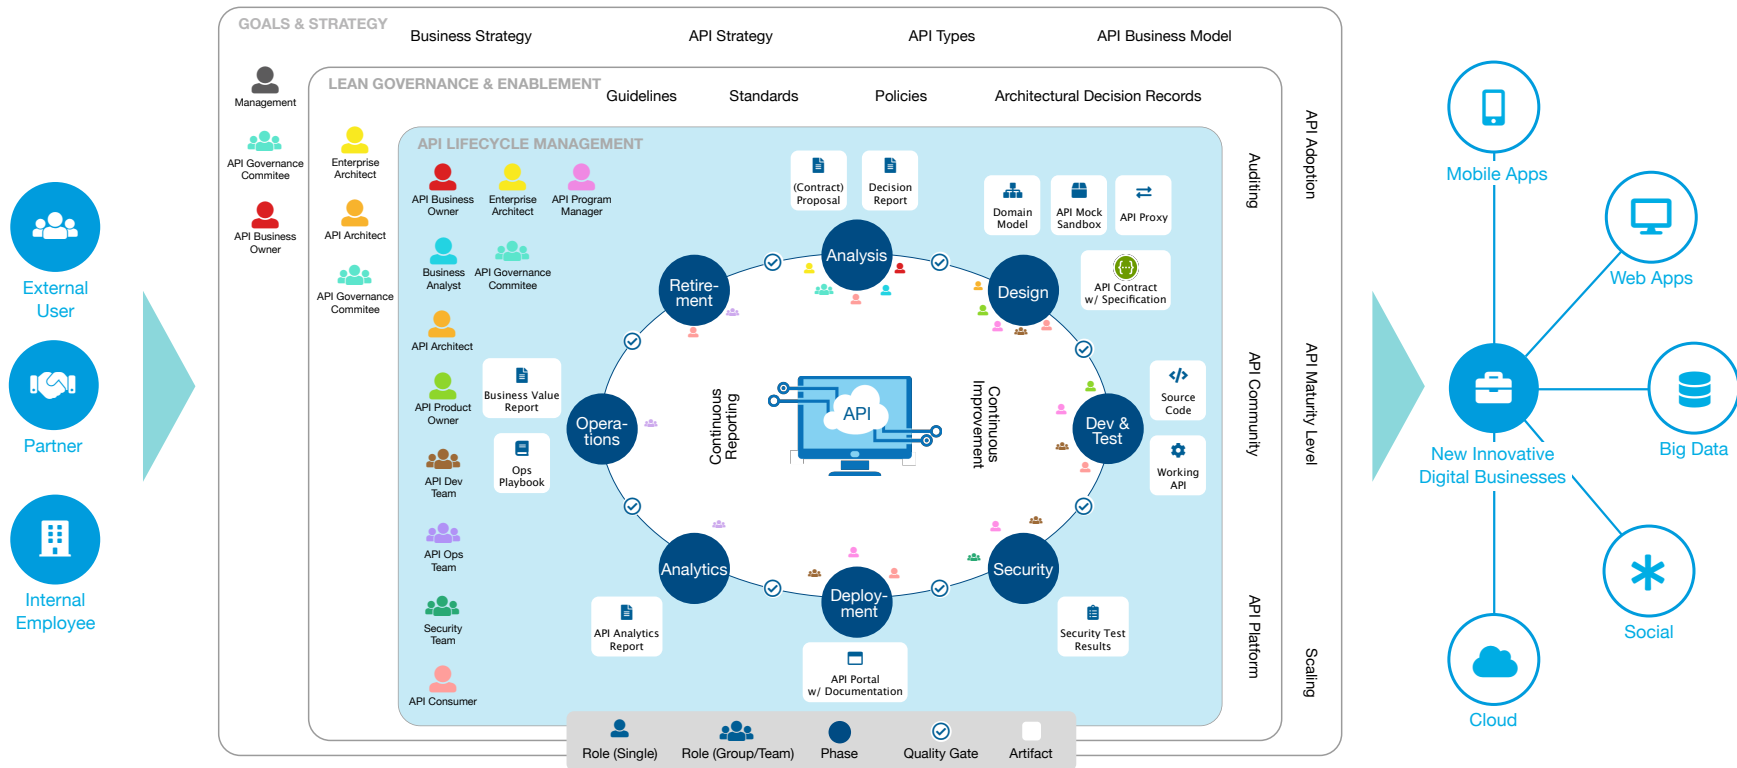 GOALS & STRATEGY
Business Strategy
API Strategy
API Types
API Business Model
LEAN GOVERNANCE & ENABLEMENT
Guidelines
Standards
Policies
Architectural Decision Records
API LIFECYCLE MANAGEMENT
External
User
Partner
Internal
Employee
Management
API Governance
Commitee
API Business
Owner
Enterprise
Architect
API Architect
API Governance
Commitee
API Business
Owner
Enterprise
Architect
API Program
Manager
Business
Analyst
API Governance
Commitee
API Architect
API Product
Owner
API Dev
Team
API Ops
Team
Security
Team
API Consumer
(Contract)
Proposal
Decision
Report
Domain
Model
API Mock
Sandbox
API Proxy
API Contract
w/ Specification
Source
Code
Working
API
Security Test
Results
API Portal
w/ Documentation
API Analytics
Report
Business Value
Report
Ops
Playbook
Analysis
Design
Dev &
Test
Security
Deploy-
ment
Analytics
Opera-
tions
Retire-
ment
Continuous
Reporting
API
Continuous
Improvement
Auditing
API Community
API Platform
API Adoption
API Maturity Level
Scaling
Mobile Apps
Web Apps
Big Data
New Innovative
Digital Businesses
Social
Cloud
Role (Single)
Role (Group/Team)
Phase
Quality Gate
Artifact